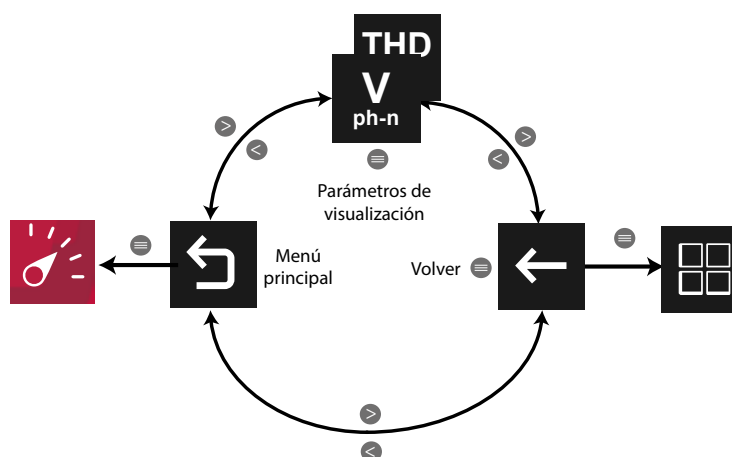 THD
V
ph-n
>
<
>
<
Parámetros de
visualización
Menú
principal
Volver
>
<